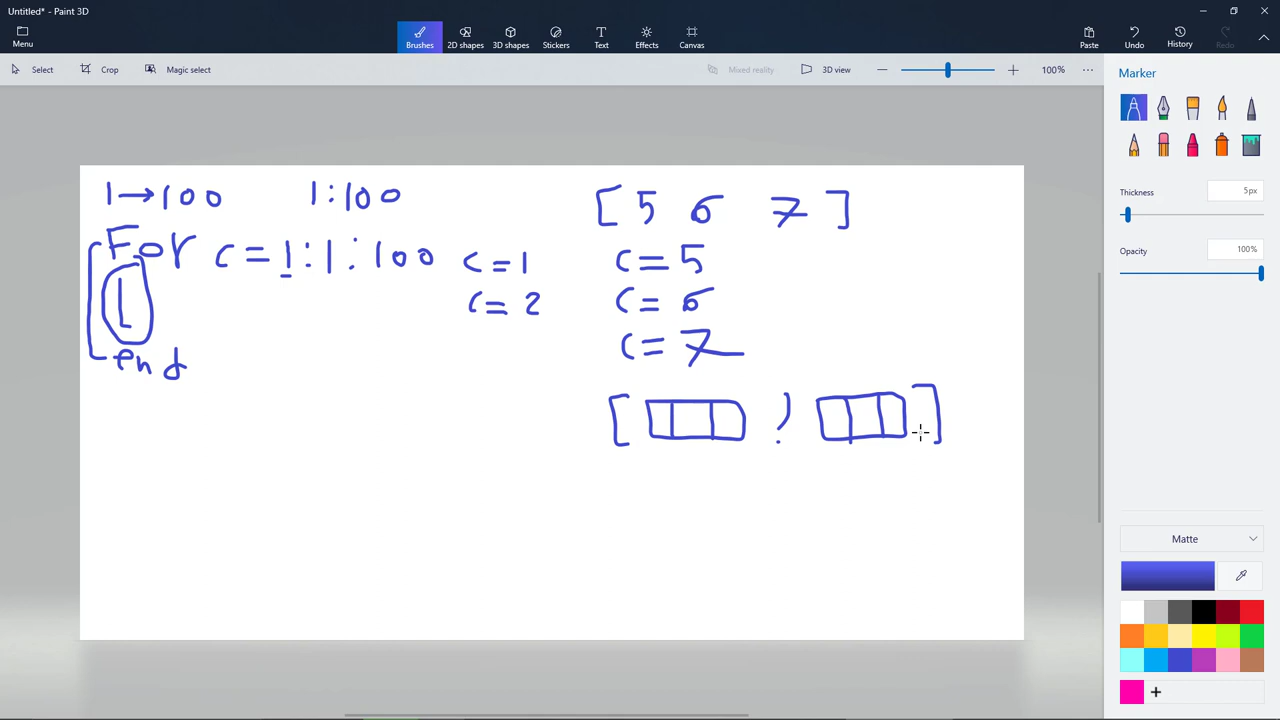 Untitled* - Paint 3D
Menu
Brushes
2D shapes
3D shapes
Stickers
Text
Effects
Canvas
Paste
Undo
History
Redo
Select
Crop
Magic select
Mixed reality
3D view
100%
Marker
Thickness
5px
Opacity
100%
Matte
1→100 1:100
For c=1:1:100
end
c=1
c=2
[5 6 7]
c=5
c=6
c=7